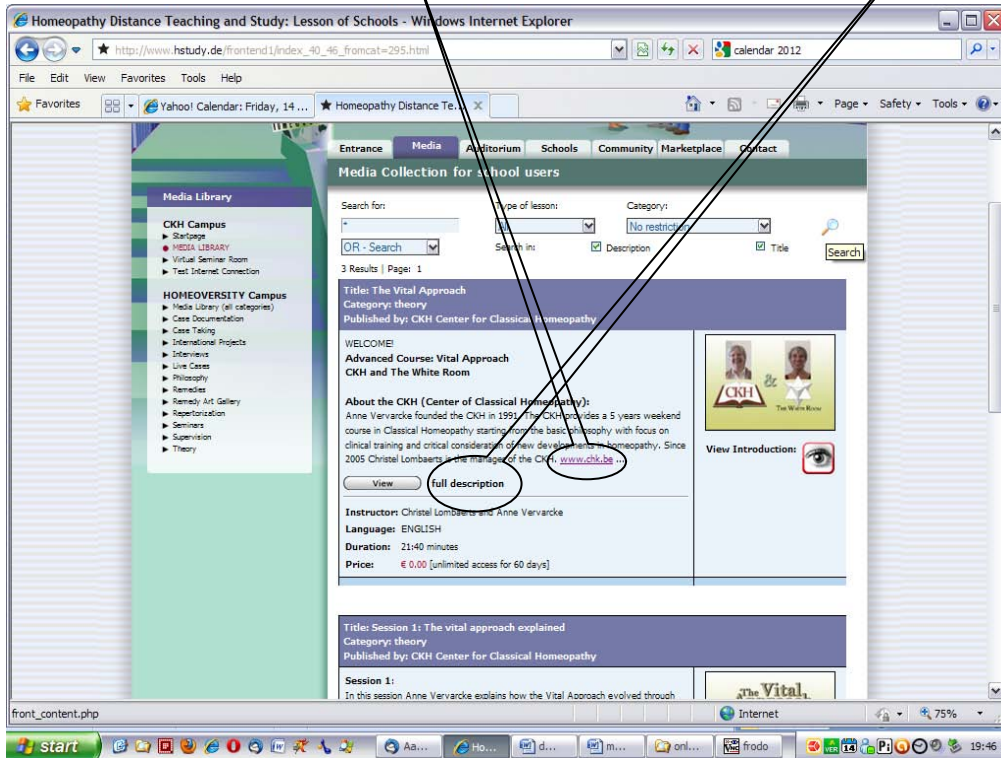 Homeopathy Distance Teaching and Study: Lesson of Schools - Windows Internet Explorer
http://www.hstudy.de/frontend1/index_40_46_fromcat=295.html
calendar 2012
File Edit View Favorites Tools Help
Favorites
Yahoo! Calendar: Friday, 14 ...
Homeopathy Distance Te...
Page
Safety
Tools
Entrance Media Auditorium Schools Community Marketplace Contact
Media Collection for school users
Media Library
CKH Campus
Startpage
MEDIA LIBRARY
Virtual Seminar Room
Test Internet Connection
HOMEOVERSITY Campus
Media Library (all categories)
Case Documentation
Case Taking
International Projects
Interviews
Live Cases
Philosophy
Remedies
Remedy Art Gallery
Repertorization
Seminars
Supervision
Theory
Search for: Type of lesson: Category:
* All No restriction
OR - Search Search in: Description Title
Search
3 Results | Page: 1
Title: The Vital Approach
Category: theory
Published by: CKH Center for Classical Homeopathy
WELCOME!
Advanced Course: Vital Approach
CKH and The White Room
About the CKH (Center of Classical Homeopathy):
Anne Vervarcke founded the CKH in 1991. The CKH provides a 5 years weekend
course in Classical Homeopathy starting from the basic philosophy with focus on
clinical training and critical consideration of new developments in homeopathy. Since
2005 Christel Lombaerts is the manager of the CKH. www.chk.be ...
View full description
CKH & The White Room
View Introduction:
Instructor: Christel Lombaerts and Anne Vervarcke
Language: ENGLISH
Duration: 21:40 minutes
Price: € 0.00 [unlimited access for 60 days]
Title: Session 1: The vital approach explained
Category: theory
Published by: CKH Center for Classical Homeopathy
Session 1:
In this session Anne Vervarcke explains how the Vital Approach evolved through
The Vital
front_content.php
Internet
75%
start
Aa...
Ho...
d...
m...
onl...
frodo
14
19:46